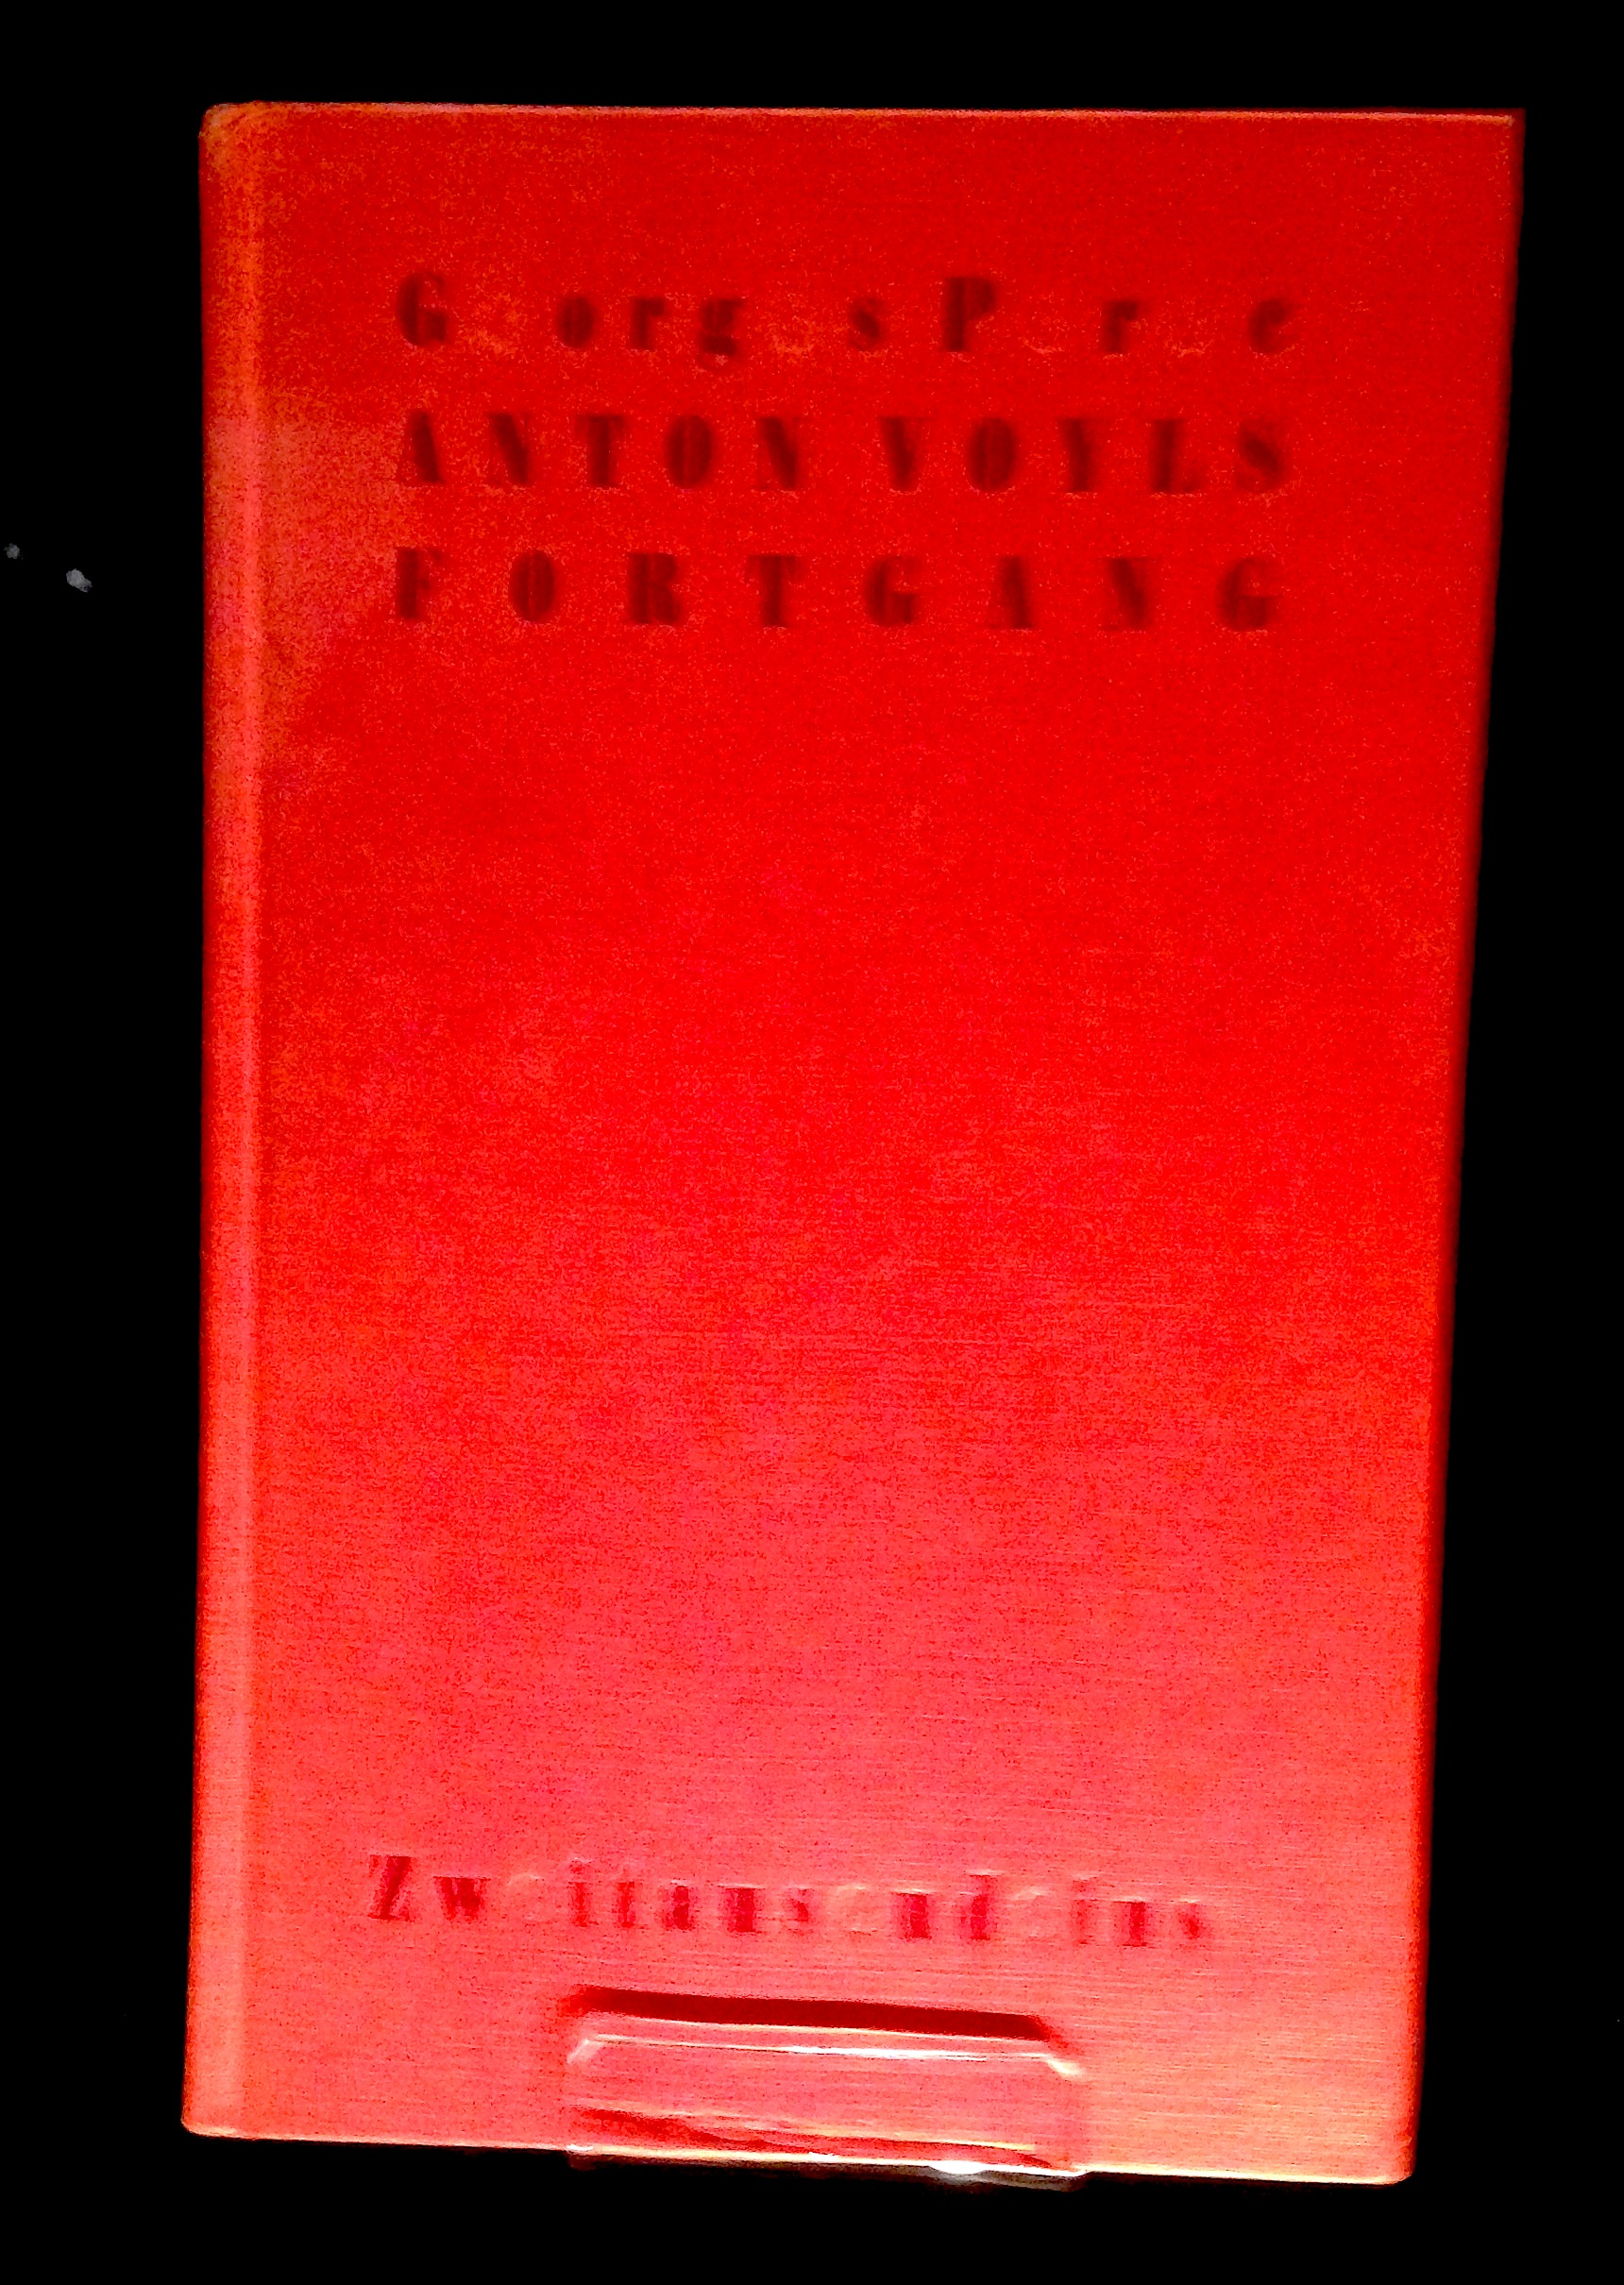 G org s P r c
ANTON VOYLS
FORTGANG
Zw itaus nd ins